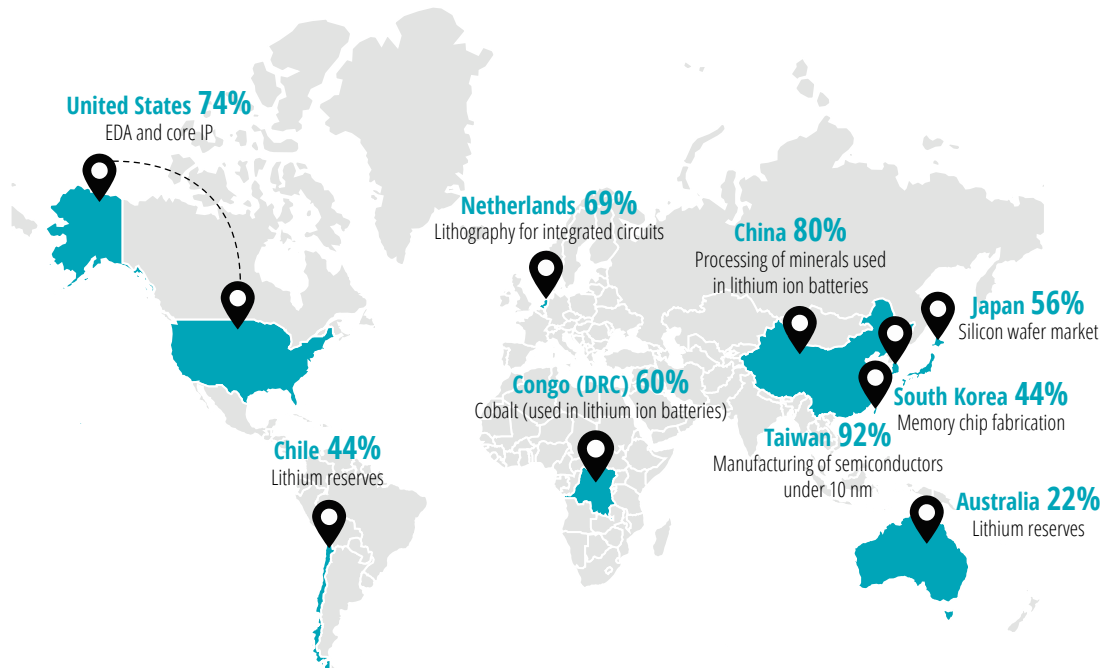 United States 74%
EDA and core IP
Netherlands 69%
Lithography for integrated circuits
China 80%
Processing of minerals used
in lithium ion batteries
Japan 56%
Silicon wafer market
Congo (DRC) 60%
Cobalt (used in lithium ion batteries)
South Korea 44%
Memory chip fabrication
Taiwan 92%
Manufacturing of semiconductors
under 10 nm
Chile 44%
Lithium reserves
Australia 22%
Lithium reserves